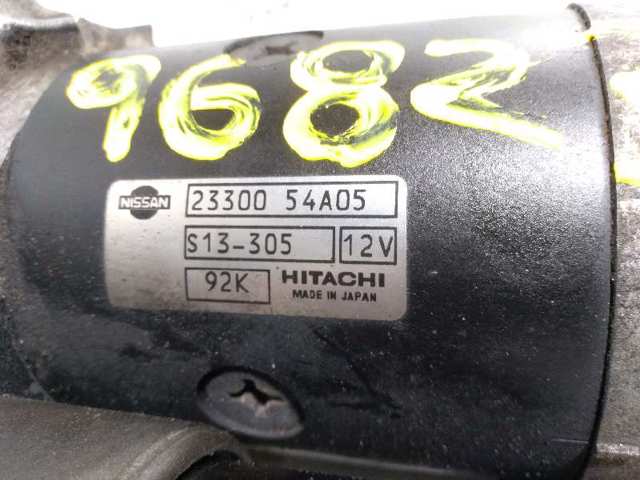 9682
NISSAN 23300 54A05
S13-305 12V
92K HITACHI
MADE IN JAPAN